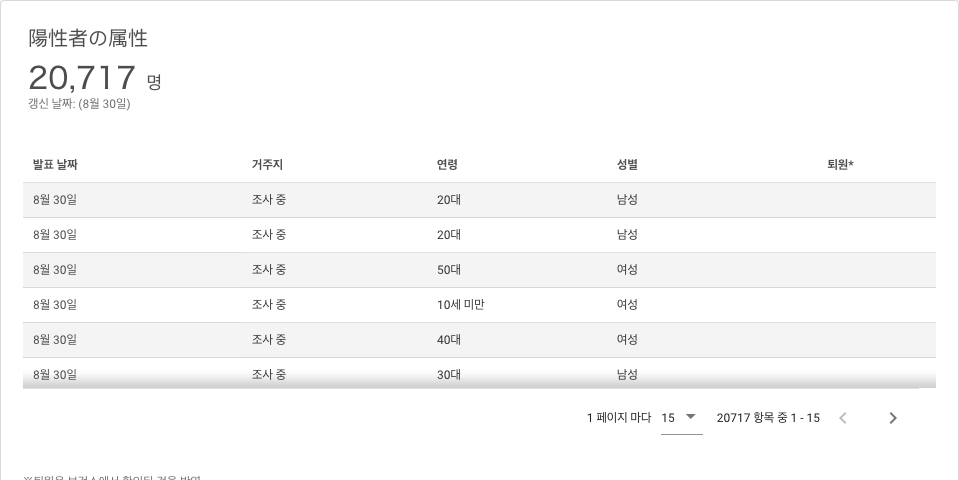 陽性者の属性
20,717 명
갱신 날짜: (8월 30일)
발표 날짜 거주지 연령 성별 퇴원*
8월 30일 조사 중 20대 남성
8월 30일 조사 중 20대 남성
8월 30일 조사 중 50대 여성
8월 30일 조사 중 10세 미만 여성
8월 30일 조사 중 40대 여성
8월 30일 조사 중 30대 남성
1 페이지 마다 15 20717 항목 중 1 - 15